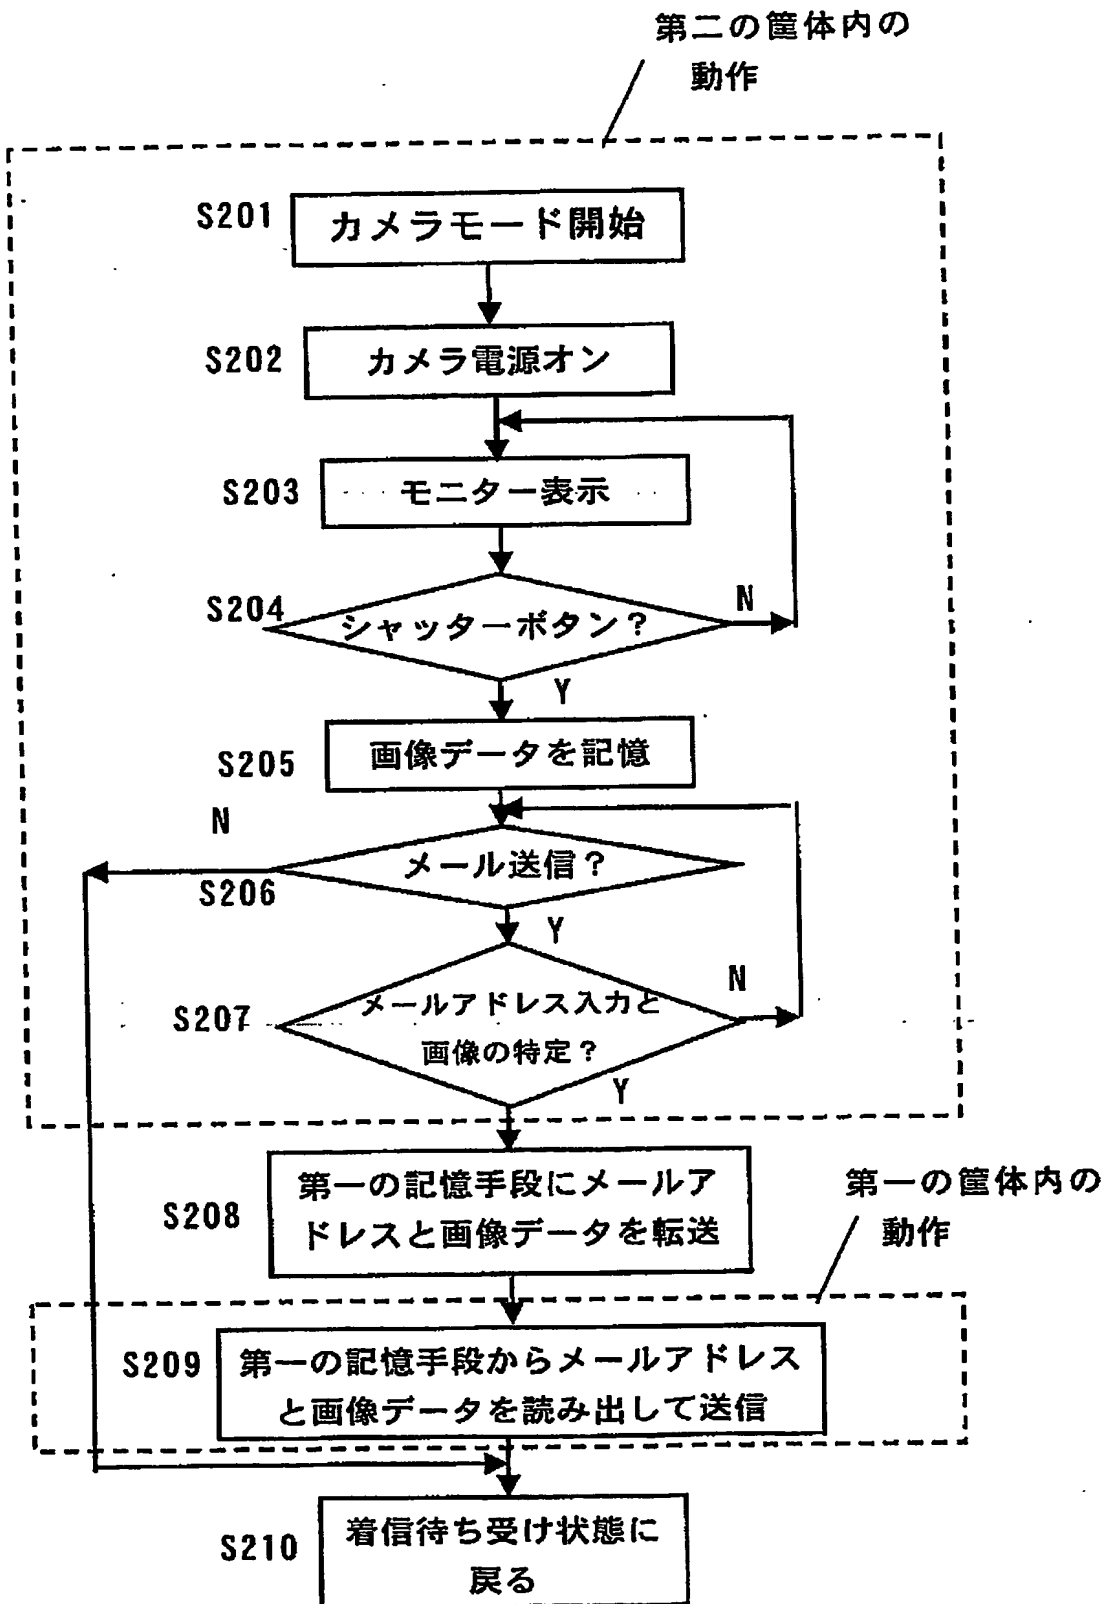 第二の筐体内の
動作
S201
カメラモード開始
S202
カメラ電源オン
S203
モニター表示
S204
シャッターボタン?
N
Y
S205
画像データを記憶
N
メール送信?
S206
Y
N
S207
メールアドレス入力と
画像の特定?
Y
第一の記憶手段にメールア
ドレスと画像データを転送
S208
第一の筐体内の
動作
S209
第一の記憶手段からメールアドレス
と画像データを読み出して送信
S210
着信待ち受け状態に
戻る